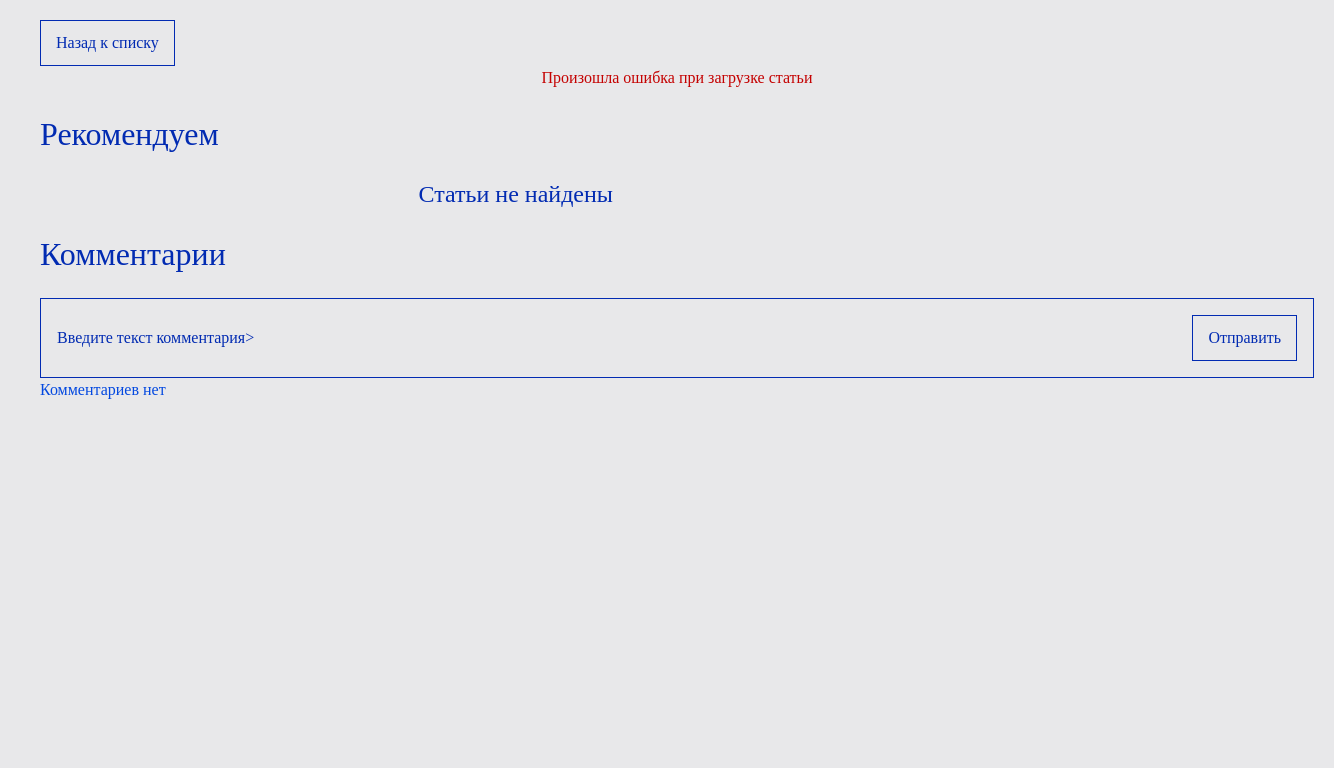 Назад к списку
Произошла ошибка при загрузке статьи
Рекомендуем
Статьи не найдены
Комментарии
Введите текст комментария>
Отправить
Комментариев нет